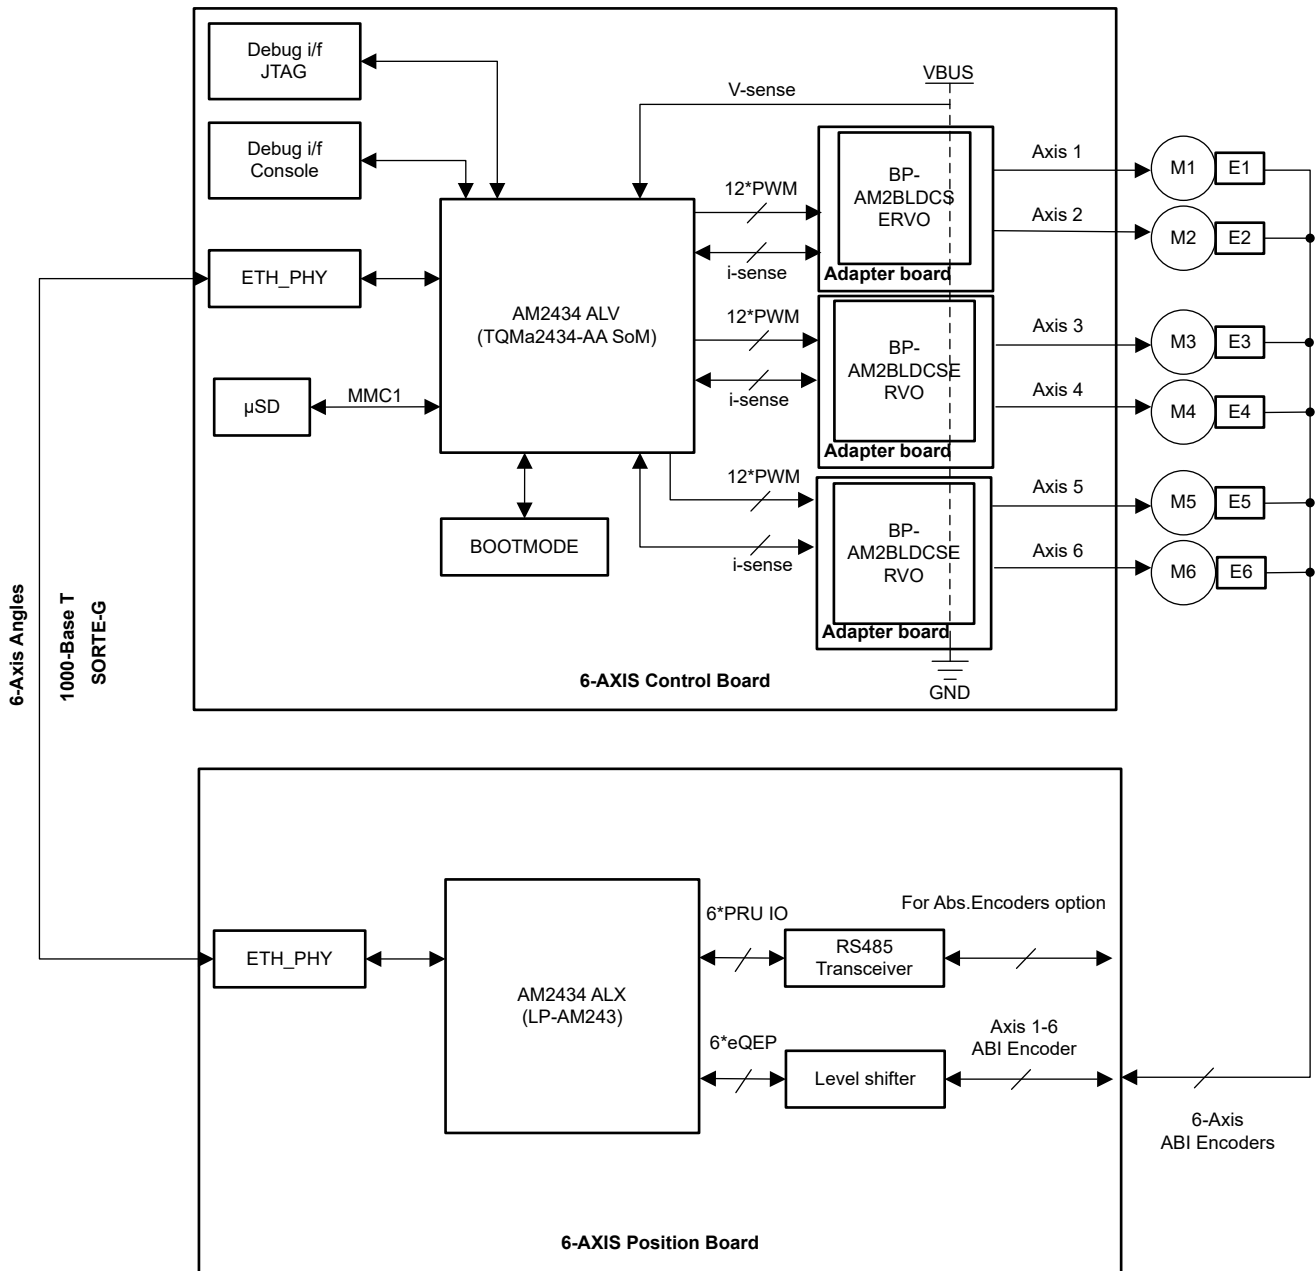 Debug i/f
JTAG
VBUS
V-sense
Debug i/f
Console
12*PWM
i-sense
BP-
AM2BLDCS
ERVO
Adapter board
Axis 1
Axis 2
M1
E1
M2
E2
ETH_PHY
AM2434 ALV
(TQMa2434-AA SoM)
12*PWM
i-sense
BP-
AM2BLDCSE
RVO
Adapter board
Axis 3
Axis 4
M3
E3
M4
E4
µSD
MMC1
12*PWM
i-sense
BP-
AM2BLDCSE
RVO
Adapter board
Axis 5
Axis 6
M5
E5
M6
E6
BOOTMODE
GND
6-AXIS Control Board
6-Axis Angles
1000-Base T
SORTE-G
ETH_PHY
AM2434 ALX
(LP-AM243)
6*PRU IO
RS485
Transceiver
For Abs.Encoders option
6*eQEP
Level shifter
Axis 1-6
ABI Encoder
6-Axis
ABI Encoders
6-AXIS Position Board